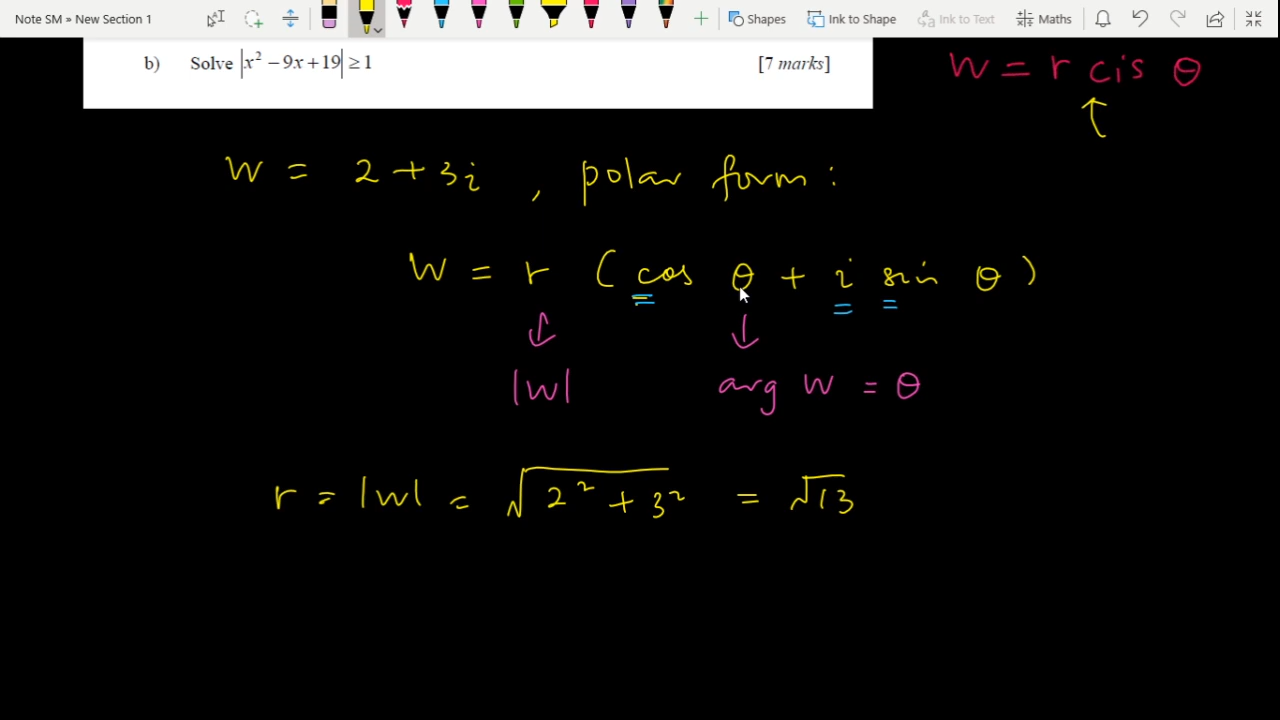 Note SM » New Section 1
Shapes
Ink to Shape
Ink to Text
Maths
b) Solve |x² − 9x + 19| ≥ 1 [7 marks]
W = r cis θ
W = 2 + 3i , polar form :
W = r ( cos θ + i sin θ )
|W| arg W = θ
r = |W| = √(2² + 3²) = √13